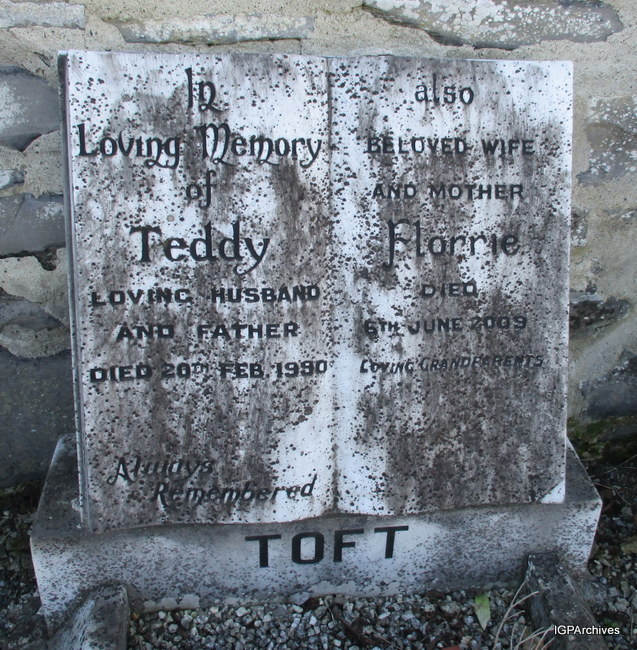 In
Loving Memory
of
Teddy
LOVING HUSBAND
AND FATHER
DIED 20TH FEB. 1990
Always
Remembered
also
BELOVED WIFE
AND MOTHER
Florrie
DIED
6TH JUNE 2009
LOVING GRANDPARENTS
TOFT
IGPArchives